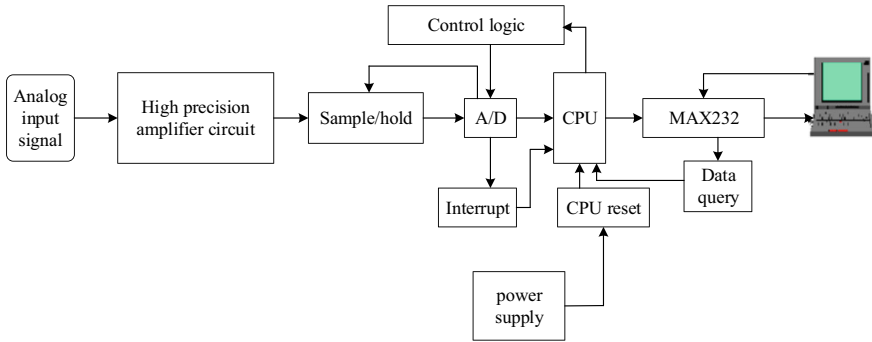 Control logic
Analog
input
signal
High precision
amplifier circuit
Sample/hold
A/D
CPU
MAX232
Data
query
Interrupt
CPU reset
power
supply